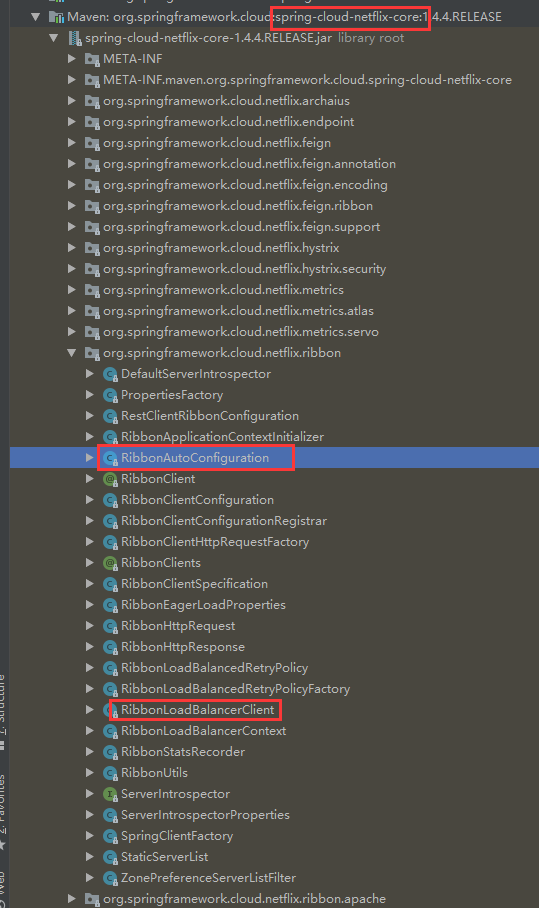 Maven: org.springframework.cloud:spring-cloud-netflix-core:1.4.4.RELEASE
spring-cloud-netflix-core-1.4.4.RELEASE.jar library root
META-INF
META-INF.maven.org.springframework.cloud.spring-cloud-netflix-core
org.springframework.cloud.netflix.archaius
org.springframework.cloud.netflix.endpoint
org.springframework.cloud.netflix.feign
org.springframework.cloud.netflix.feign.annotation
org.springframework.cloud.netflix.feign.encoding
org.springframework.cloud.netflix.feign.ribbon
org.springframework.cloud.netflix.feign.support
org.springframework.cloud.netflix.hystrix
org.springframework.cloud.netflix.hystrix.security
org.springframework.cloud.netflix.metrics
org.springframework.cloud.netflix.metrics.atlas
org.springframework.cloud.netflix.metrics.servo
org.springframework.cloud.netflix.ribbon
DefaultServerIntrospector
PropertiesFactory
RestClientRibbonConfiguration
RibbonApplicationContextInitializer
RibbonAutoConfiguration
RibbonClient
RibbonClientConfiguration
RibbonClientConfigurationRegistrar
RibbonClientHttpRequestFactory
RibbonClients
RibbonClientSpecification
RibbonEagerLoadProperties
RibbonHttpRequest
RibbonHttpResponse
RibbonLoadBalancedRetryPolicy
RibbonLoadBalancedRetryPolicyFactory
RibbonLoadBalancerClient
RibbonLoadBalancerContext
RibbonStatsRecorder
RibbonUtils
ServerIntrospector
ServerIntrospectorProperties
SpringClientFactory
StaticServerList
ZonePreferenceServerListFilter
org.springframework.cloud.netflix.ribbon.apache
Structure
2: Favorites
Web